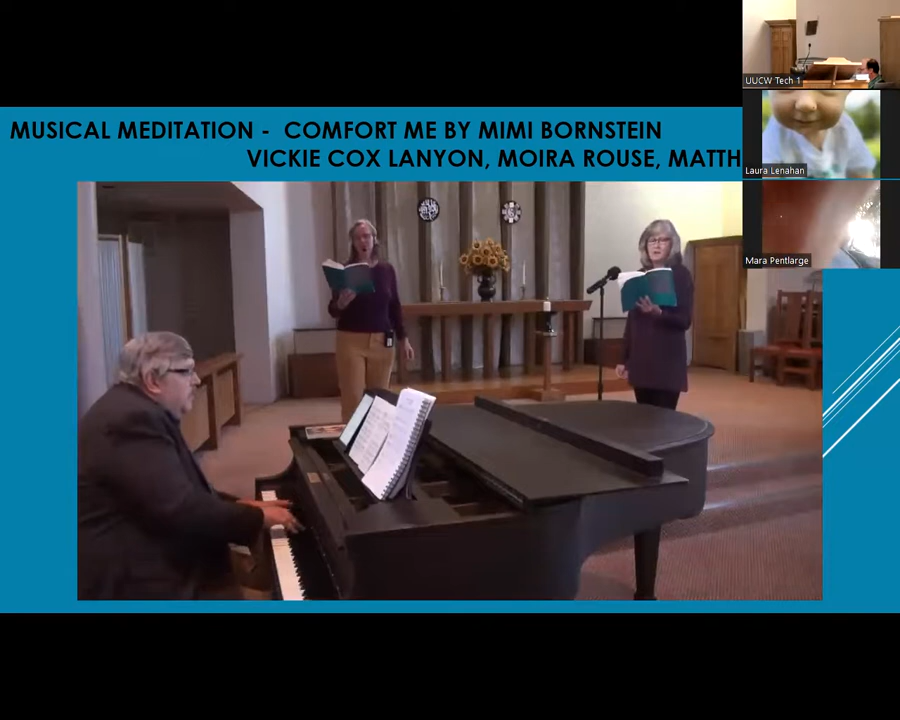 MUSICAL MEDITATION - COMFORT ME BY MIMI BORNSTEIN
VICKIE COX LANYON, MOIRA ROUSE, MATTH
UUCW Tech 1
Laura Lenahan
Mara Pentlarge